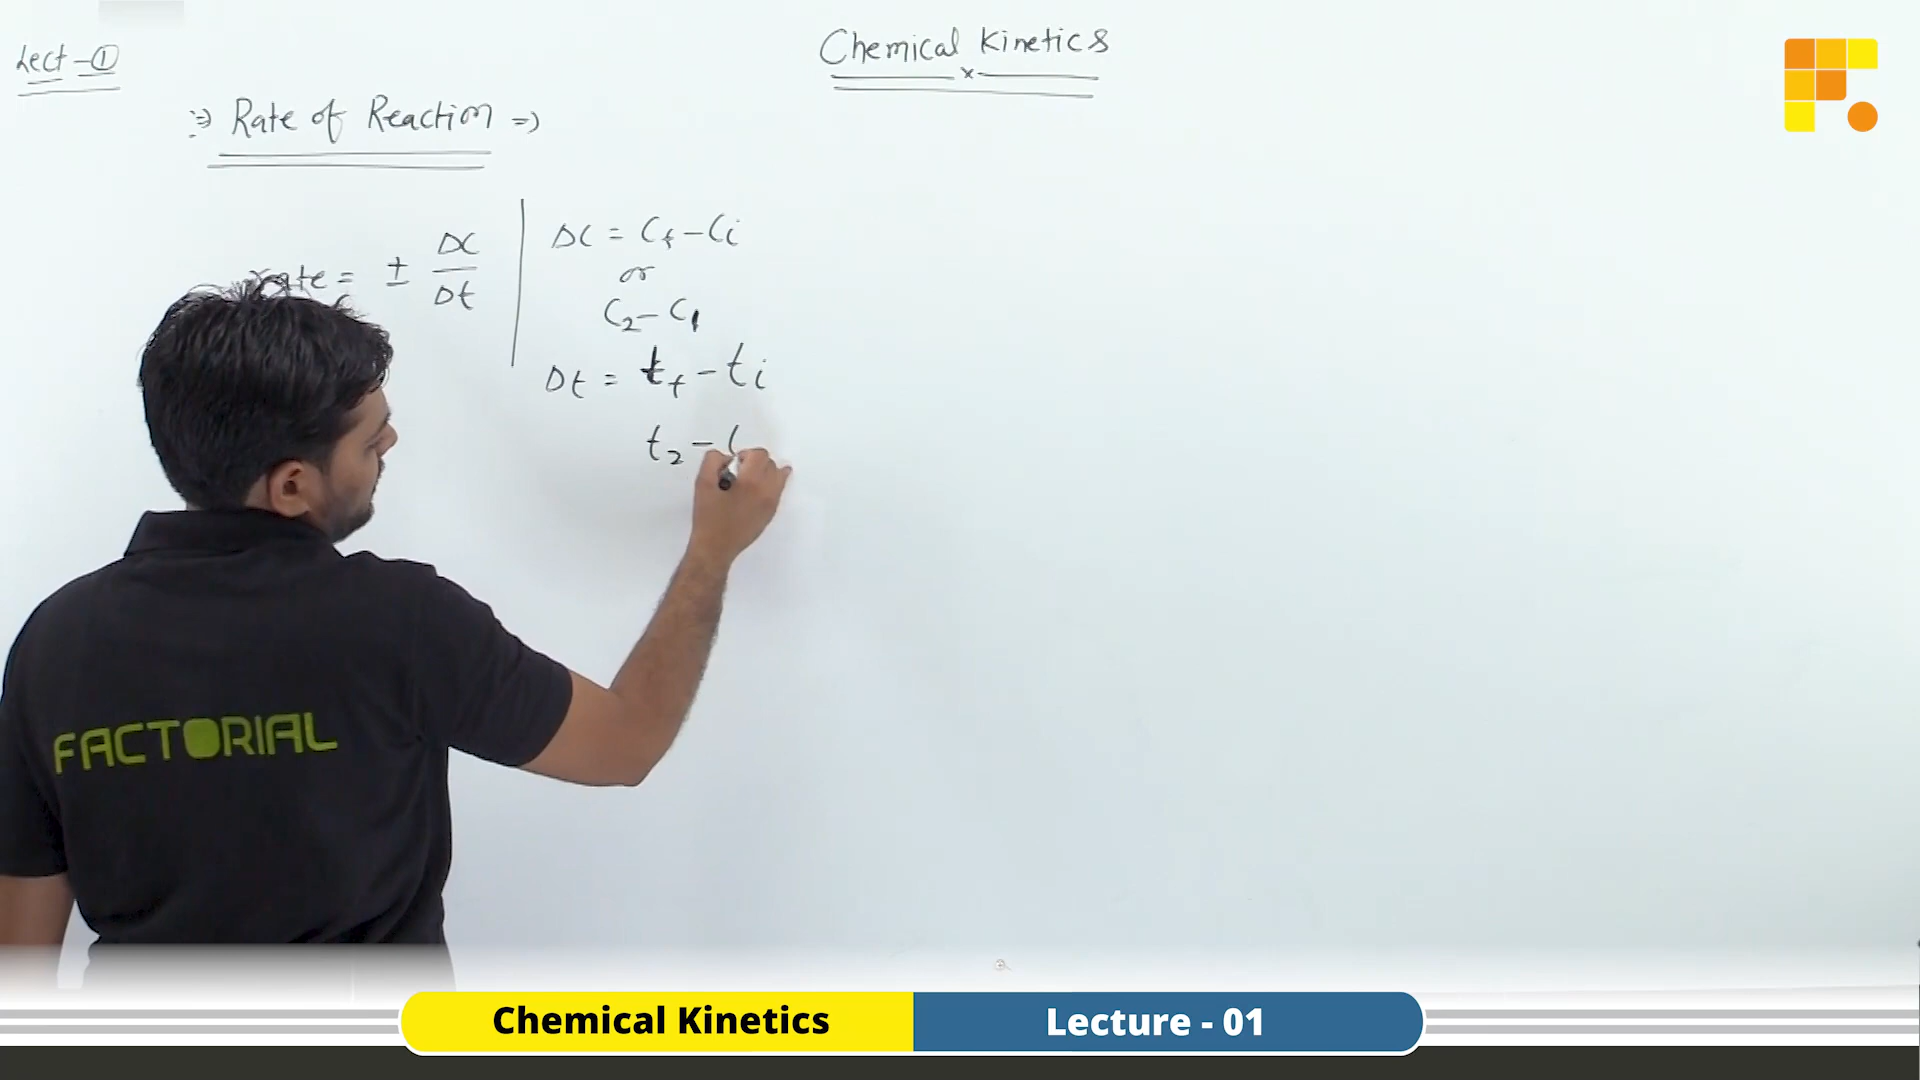 Lect-①
Chemical Kinetics
x
⇒ Rate of Reaction ⇒
rate = ± ΔC/Δt
ΔC = Cf - Ci
or
C2 - C1
Δt = tf - ti
t2 -
FACTORIAL
Chemical Kinetics
Lecture - 01